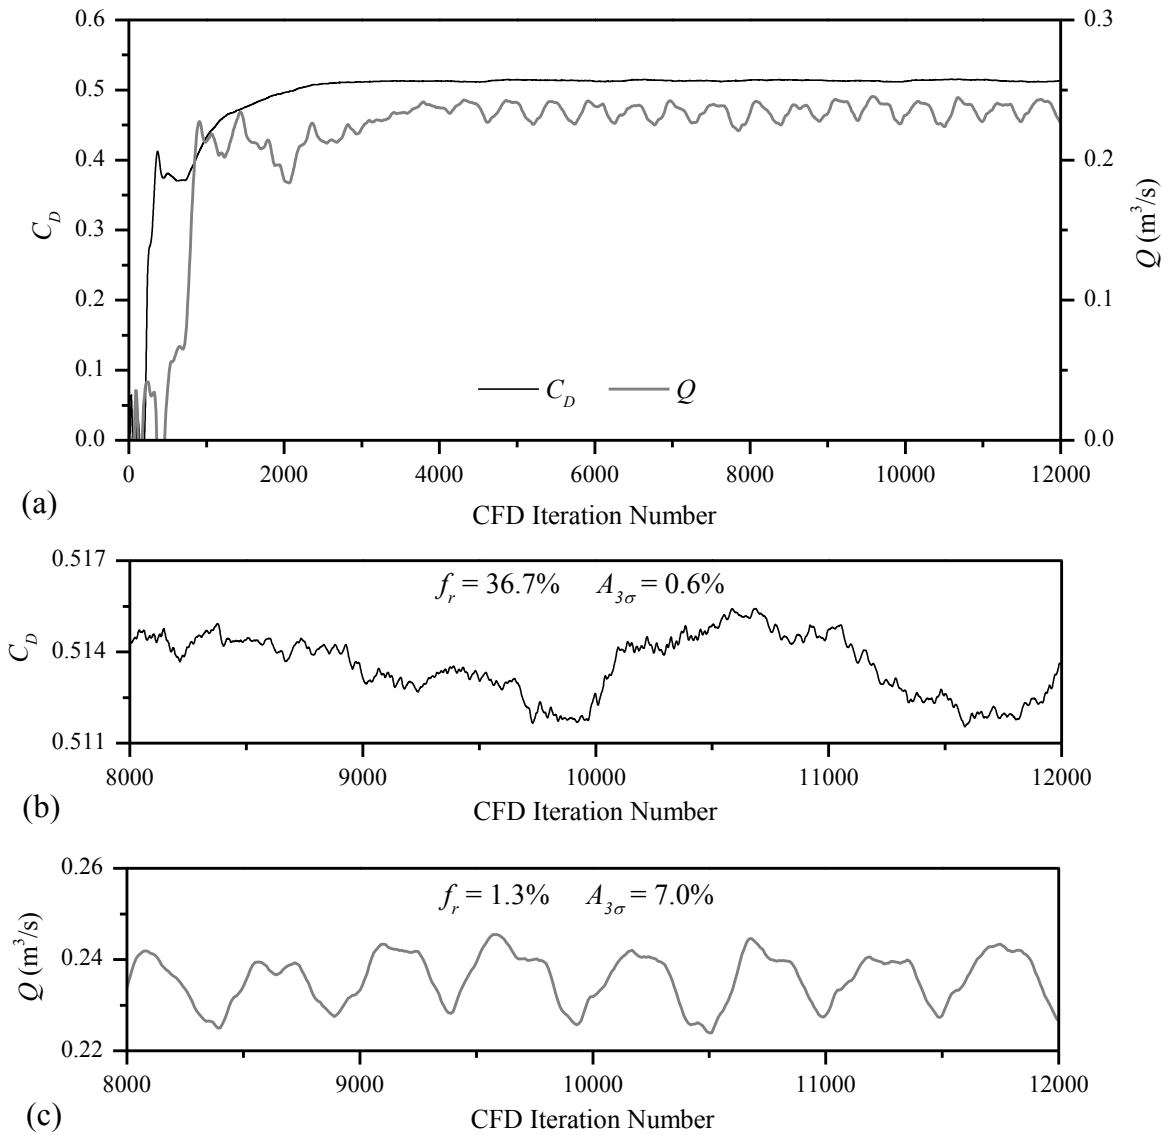 0.6 0.3
0.5
0.4 0.2
0.3
0.2 0.1
0.1
0.0 0.0
C_D
Q (m³/s)
C_D Q
0 2000 4000 6000 8000 10000 12000
(a)
CFD Iteration Number
0.517
0.514
0.511
C_D
f_r = 36.7% A_3σ = 0.6%
8000 9000 10000 11000 12000
(b)
CFD Iteration Number
0.26
0.24
0.22
Q (m³/s)
f_r = 1.3% A_3σ = 7.0%
8000 9000 10000 11000 12000
(c)
CFD Iteration Number